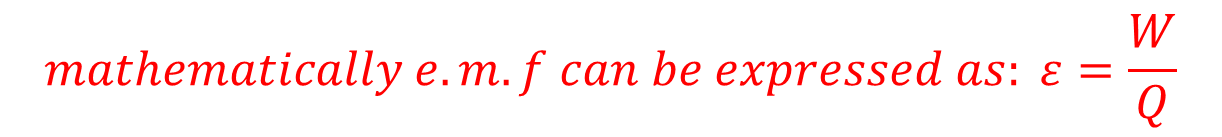 mathematically e.m.f can be expressed as: ε = W/Q